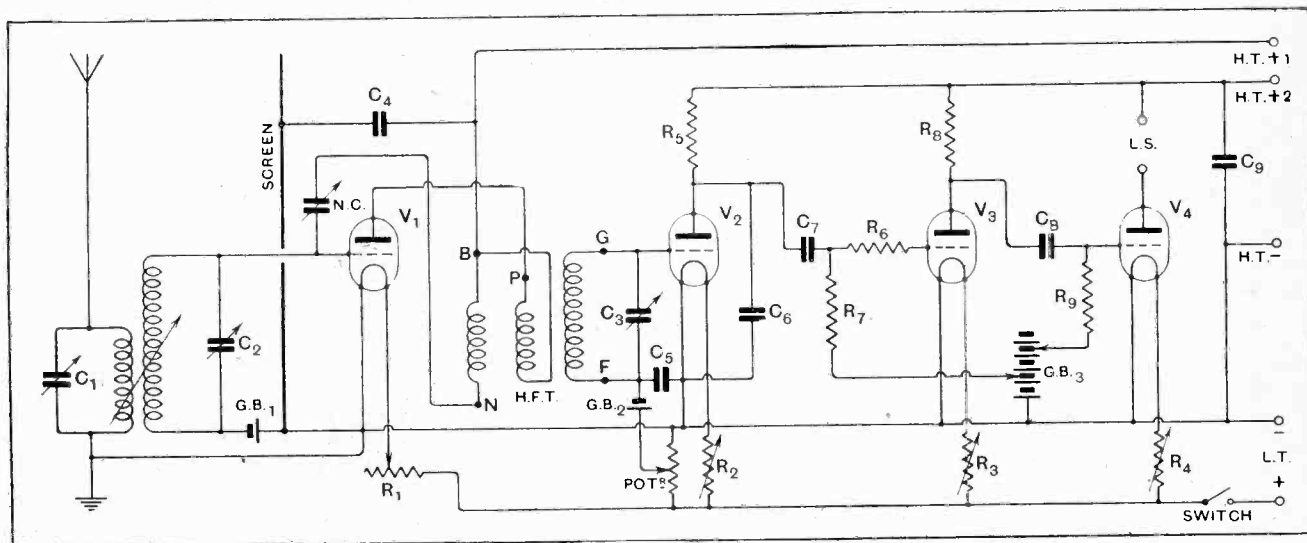 H.T.+1
H.T.+2
C4
SCREEN
R5
R8
L.S.
C9
N.C.
V1
V2
V3
V4
C7
R6
C8
H.T.-
B
G
P
C2
C3
C6
R7
R9
C1
F
C5
G.B.3
N
H.F.T.
G.B.1
G.B.2
-
R1
POTR
R2
R3
R4
L.T.
+
SWITCH